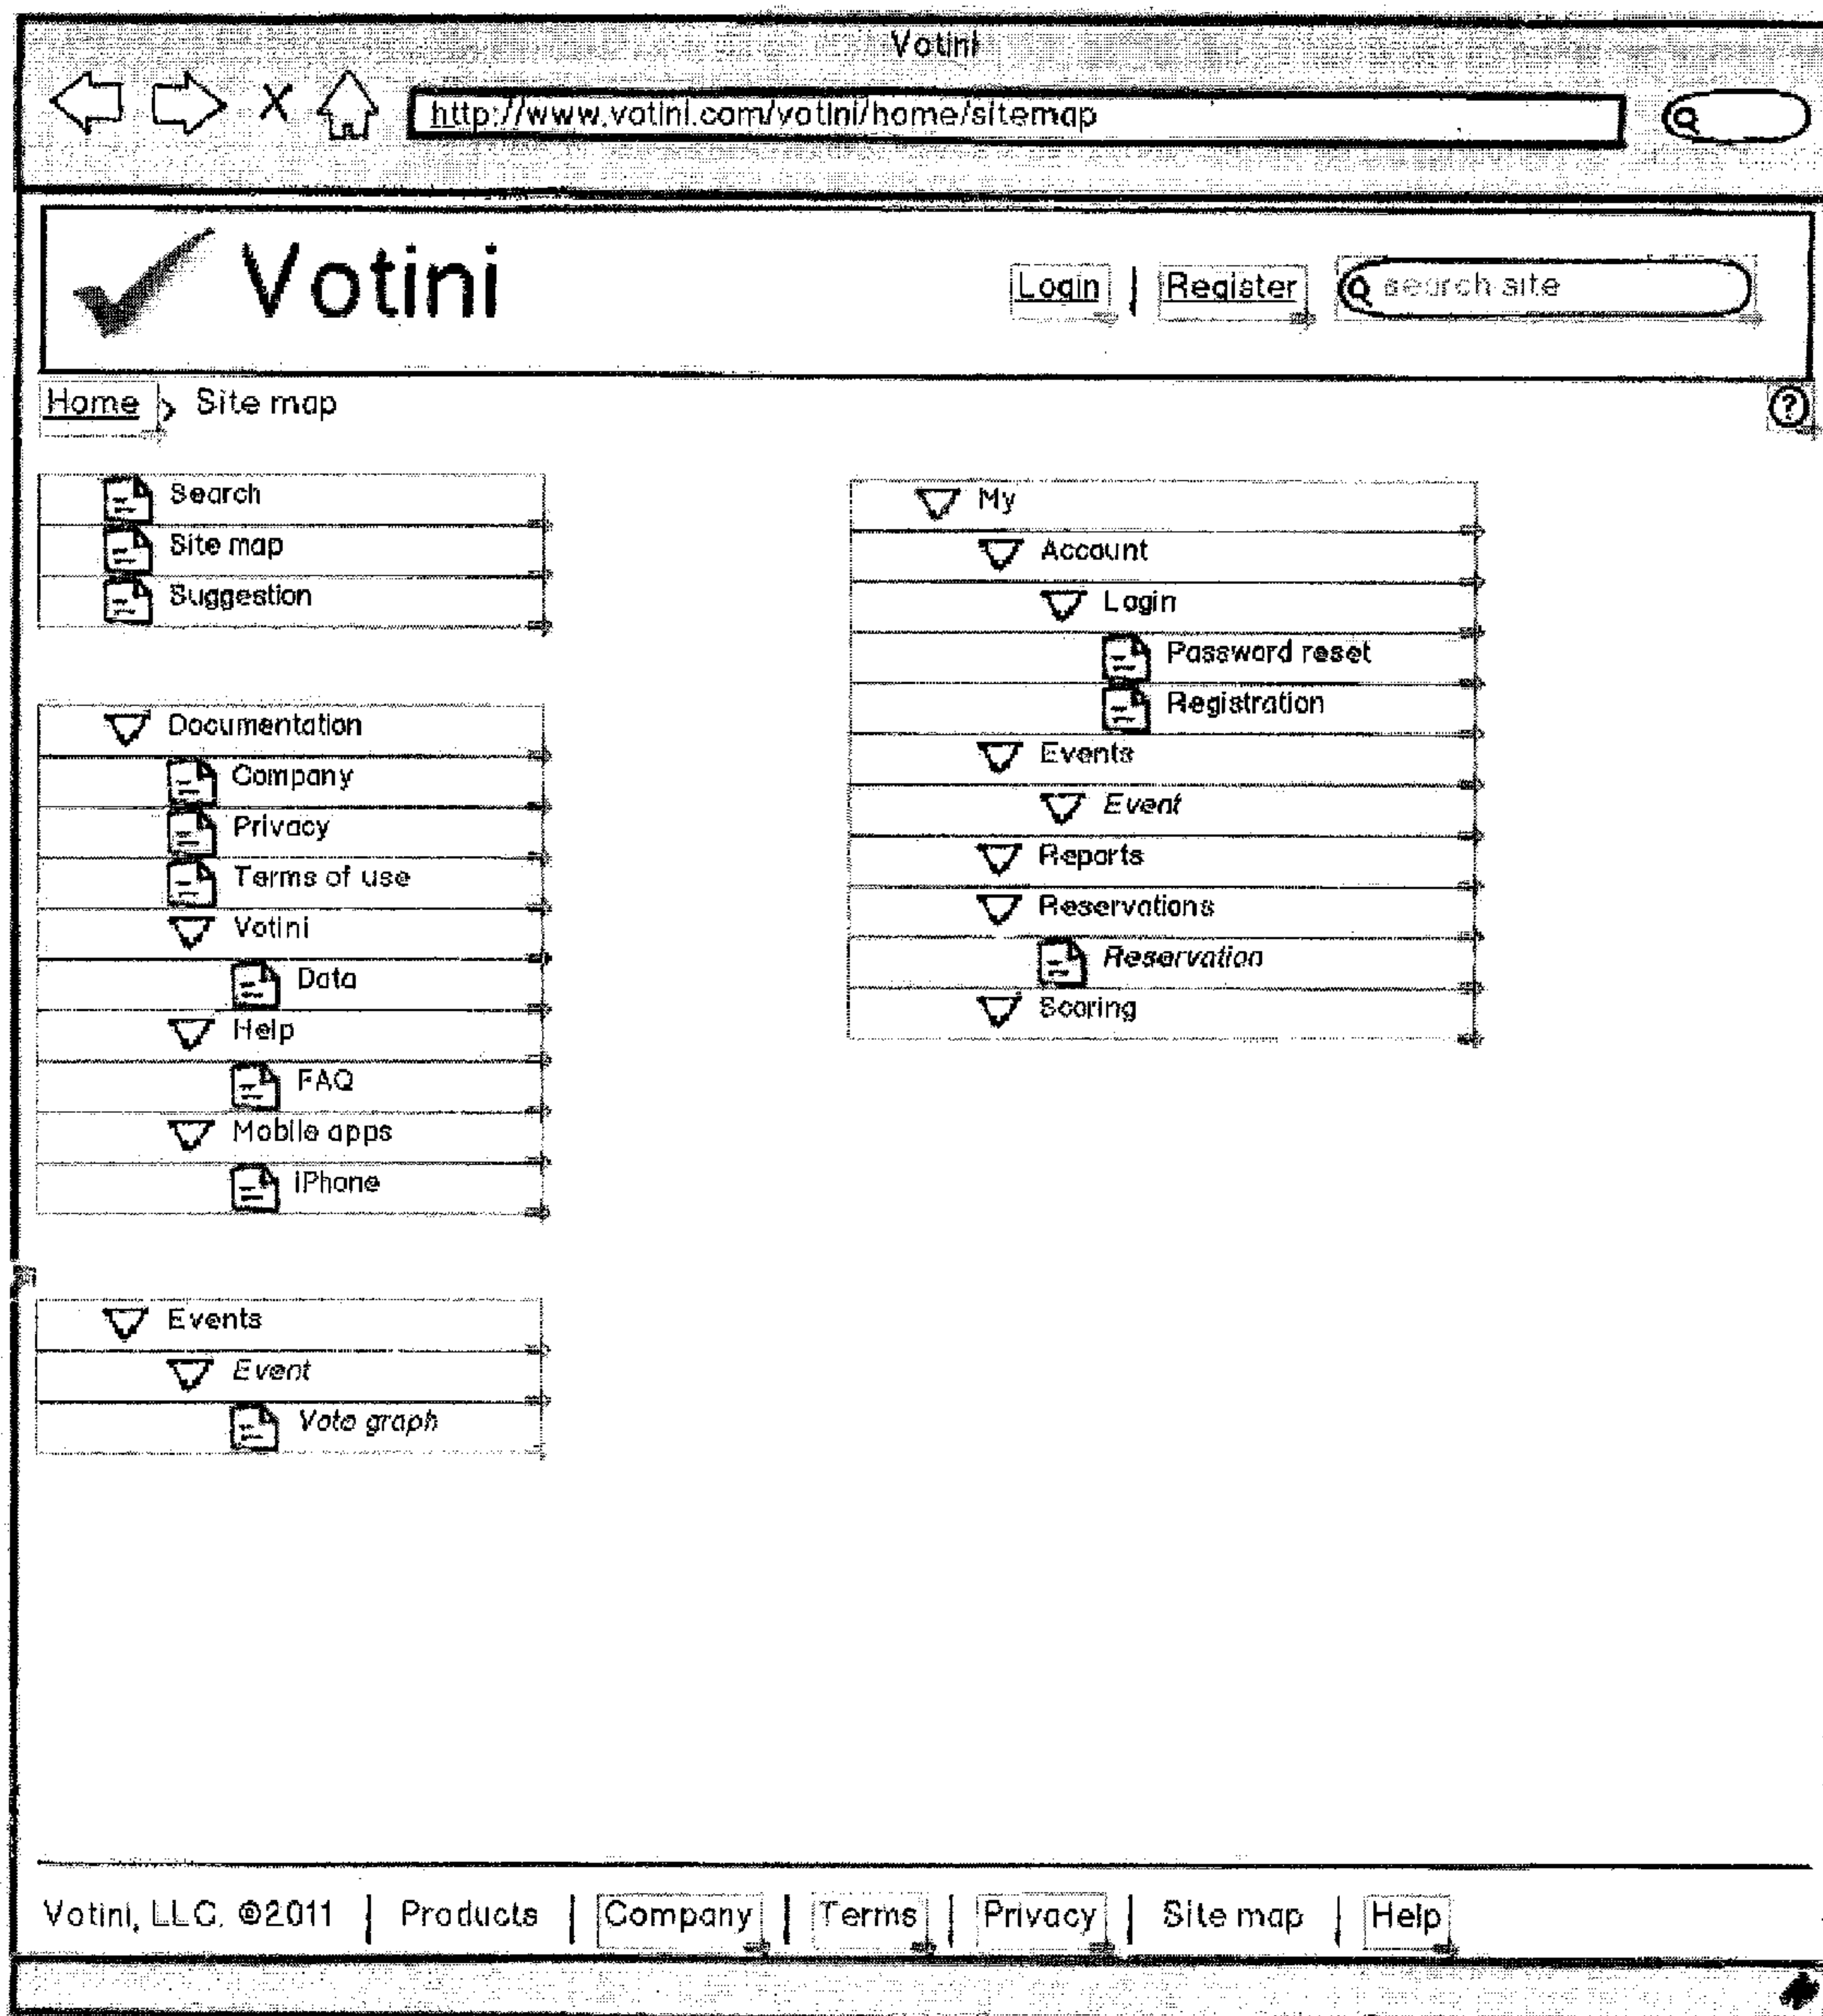 Votini
http://www.votini.com/votini/home/sitemap
Votini
Login | Register
search site
Home > Site map
?
Search
Site map
Suggestion
Documentation
Company
Privacy
Terms of use
Votini
Data
Help
FAQ
Mobile apps
iPhone
Events
Event
Vote graph
My
Account
Login
Password reset
Registration
Events
Event
Reports
Reservations
Reservation
Scoring
Votini, LLC. ©2011 | Products | Company | Terms | Privacy | Site map | Help